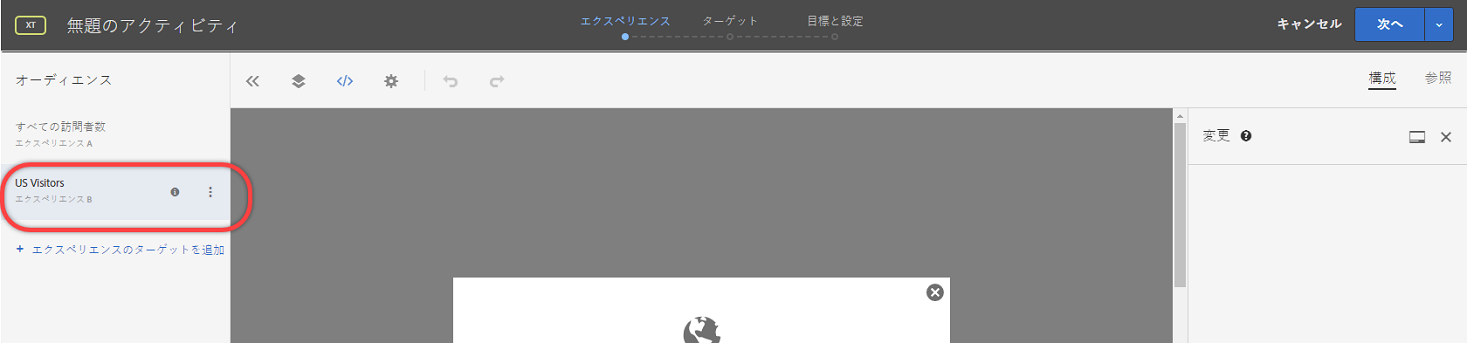 XT
無題のアクティビティ
エクスペリエンス
ターゲット
目標と設定
キャンセル
次へ
オーディエンス
構成
参照
すべての訪問者数
エクスペリエンス A
変更
US Visitors
エクスペリエンス B
+ エクスペリエンスのターゲットを追加